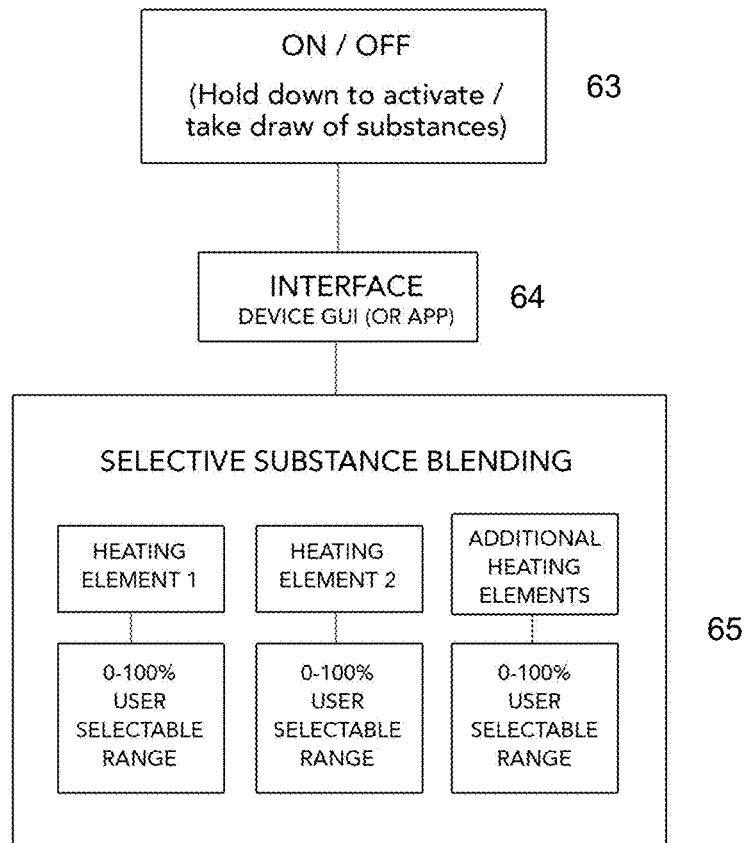 ON / OFF
(Hold down to activate /
take draw of substances)
63
INTERFACE
DEVICE GUI (OR APP)
64
SELECTIVE SUBSTANCE BLENDING
HEATING
ELEMENT 1
HEATING
ELEMENT 2
ADDITIONAL
HEATING
ELEMENTS
65
0-100%
USER
SELECTABLE
RANGE
0-100%
USER
SELECTABLE
RANGE
0-100%
USER
SELECTABLE
RANGE